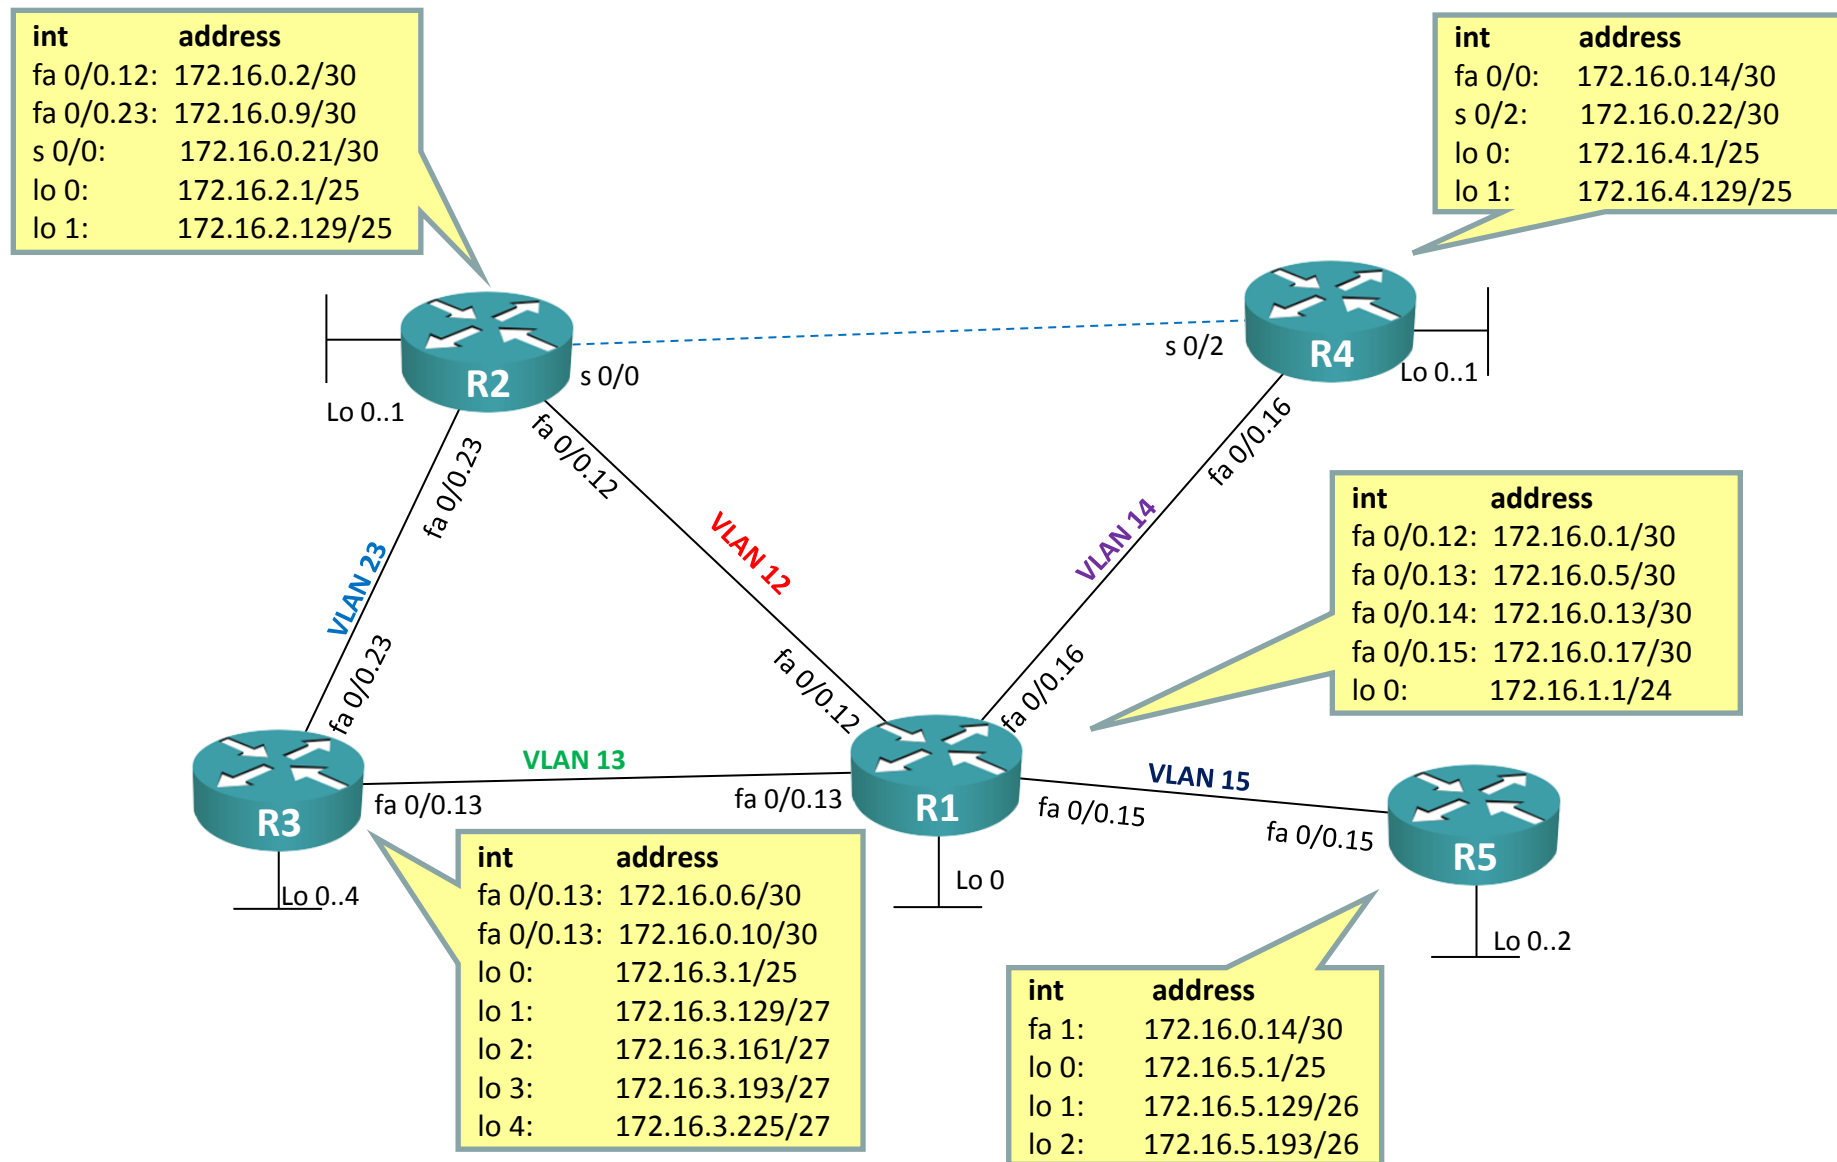 int address
fa 0/0.12: 172.16.0.2/30
fa 0/0.23: 172.16.0.9/30
s 0/0: 172.16.0.21/30
lo 0: 172.16.2.1/25
lo 1: 172.16.2.129/25
int address
fa 0/0: 172.16.0.14/30
s 0/2: 172.16.0.22/30
lo 0: 172.16.4.1/25
lo 1: 172.16.4.129/25
R2
s 0/0
Lo 0..1
fa 0/0.23
fa 0/0.12
s 0/2
R4
Lo 0..1
fa 0/0.16
VLAN 23
VLAN 12
VLAN 14
int address
fa 0/0.12: 172.16.0.1/30
fa 0/0.13: 172.16.0.5/30
fa 0/0.14: 172.16.0.13/30
fa 0/0.15: 172.16.0.17/30
lo 0: 172.16.1.1/24
fa 0/0.23
fa 0/0.12
fa 0/0.16
R3
fa 0/0.13
VLAN 13
fa 0/0.13
R1
fa 0/0.15
VLAN 15
fa 0/0.15
R5
Lo 0..4
Lo 0
Lo 0..2
int address
fa 0/0.13: 172.16.0.6/30
fa 0/0.13: 172.16.0.10/30
lo 0: 172.16.3.1/25
lo 1: 172.16.3.129/27
lo 2: 172.16.3.161/27
lo 3: 172.16.3.193/27
lo 4: 172.16.3.225/27
int address
fa 1: 172.16.0.14/30
lo 0: 172.16.5.1/25
lo 1: 172.16.5.129/26
lo 2: 172.16.5.193/26